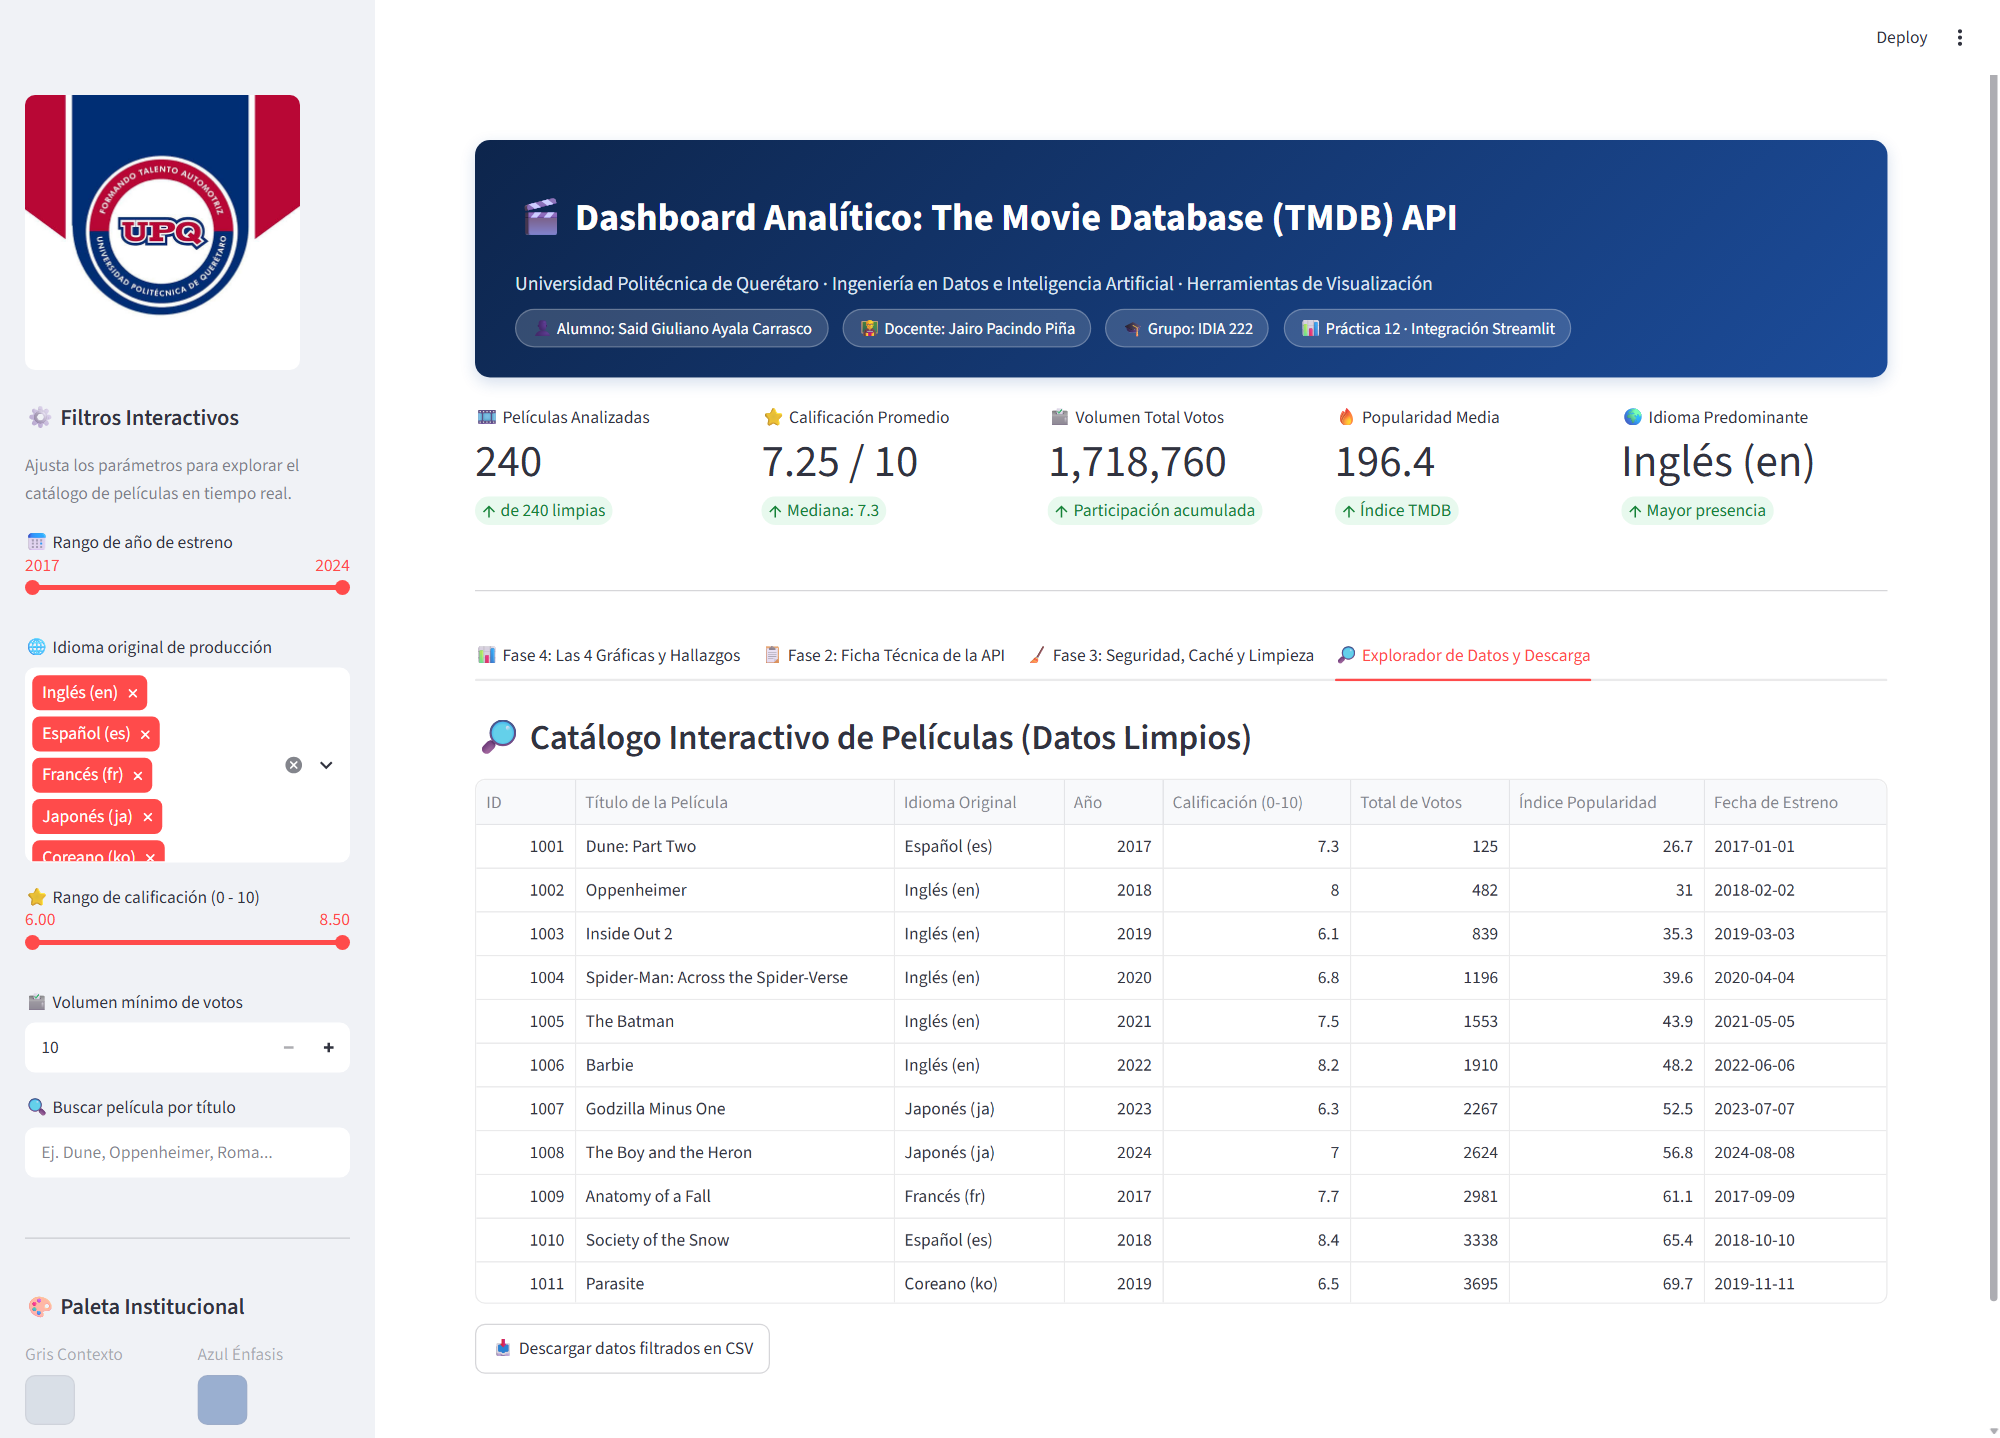 Deploy
FORMANDO TALENTO AUTOMOTRIZ
UPQ
UNIVERSIDAD POLITÉCNICA DE QUERÉTARO
Filtros Interactivos
Ajusta los parámetros para explorar el
catálogo de películas en tiempo real.
Rango de año de estreno
2017 2024
Idioma original de producción
Inglés (en) ×
Español (es) ×
Francés (fr) ×
Japonés (ja) ×
Coreano (ko) ×
Rango de calificación (0 - 10)
6.00 8.50
Volumen mínimo de votos
10 − +
Buscar película por título
Ej. Dune, Oppenheimer, Roma...
Paleta Institucional
Gris Contexto Azul Énfasis
Dashboard Analítico: The Movie Database (TMDB) API
Universidad Politécnica de Querétaro · Ingeniería en Datos e Inteligencia Artificial · Herramientas de Visualización
Alumno: Said Giuliano Ayala Carrasco Docente: Jairo Pacindo Piña Grupo: IDIA 222 Práctica 12 · Integración Streamlit
Películas Analizadas Calificación Promedio Volumen Total Votos Popularidad Media Idioma Predominante
240 7.25 / 10 1,718,760 196.4 Inglés (en)
↑ de 240 limpias ↑ Mediana: 7.3 ↑ Participación acumulada ↑ Índice TMDB ↑ Mayor presencia
Fase 4: Las 4 Gráficas y Hallazgos Fase 2: Ficha Técnica de la API Fase 3: Seguridad, Caché y Limpieza Explorador de Datos y Descarga
Catálogo Interactivo de Películas (Datos Limpios)
ID Título de la Película Idioma Original Año Calificación (0-10) Total de Votos Índice Popularidad Fecha de Estreno
1001 Dune: Part Two Español (es) 2017 7.3 125 26.7 2017-01-01
1002 Oppenheimer Inglés (en) 2018 8 482 31 2018-02-02
1003 Inside Out 2 Inglés (en) 2019 6.1 839 35.3 2019-03-03
1004 Spider-Man: Across the Spider-Verse Inglés (en) 2020 6.8 1196 39.6 2020-04-04
1005 The Batman Inglés (en) 2021 7.5 1553 43.9 2021-05-05
1006 Barbie Inglés (en) 2022 8.2 1910 48.2 2022-06-06
1007 Godzilla Minus One Japonés (ja) 2023 6.3 2267 52.5 2023-07-07
1008 The Boy and the Heron Japonés (ja) 2024 7 2624 56.8 2024-08-08
1009 Anatomy of a Fall Francés (fr) 2017 7.7 2981 61.1 2017-09-09
1010 Society of the Snow Español (es) 2018 8.4 3338 65.4 2018-10-10
1011 Parasite Coreano (ko) 2019 6.5 3695 69.7 2019-11-11
Descargar datos filtrados en CSV